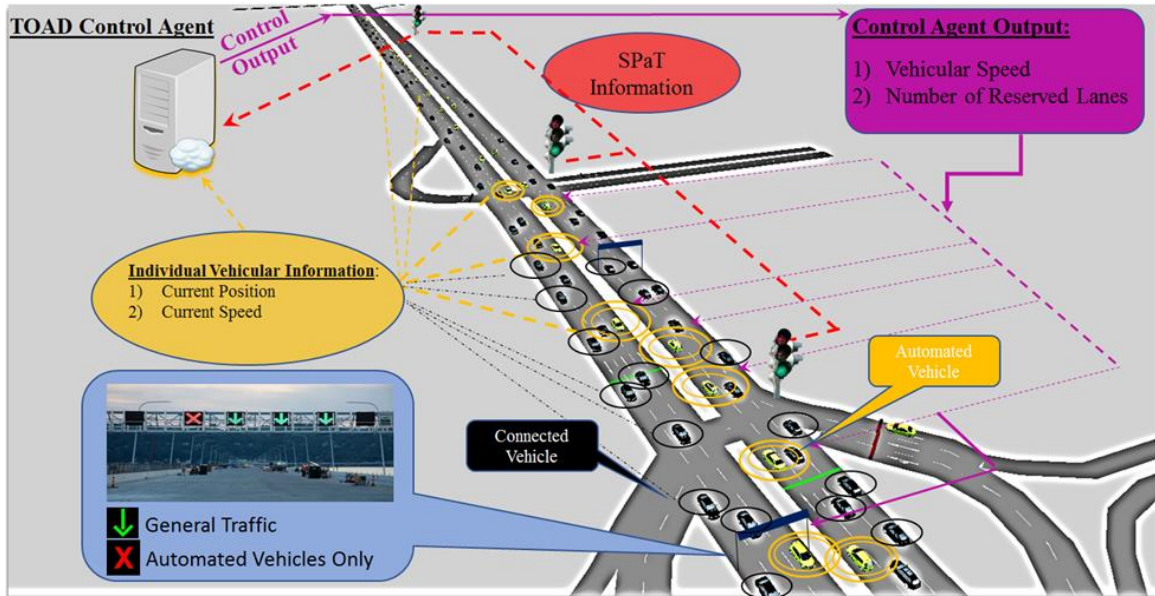 TOAD Control Agent
Control
Output
SPaT
Information
Control Agent Output:
1) Vehicular Speed
2) Number of Reserved Lanes
Individual Vehicular Information:
1) Current Position
2) Current Speed
Automated
Vehicle
Connected
Vehicle
General Traffic
Automated Vehicles Only